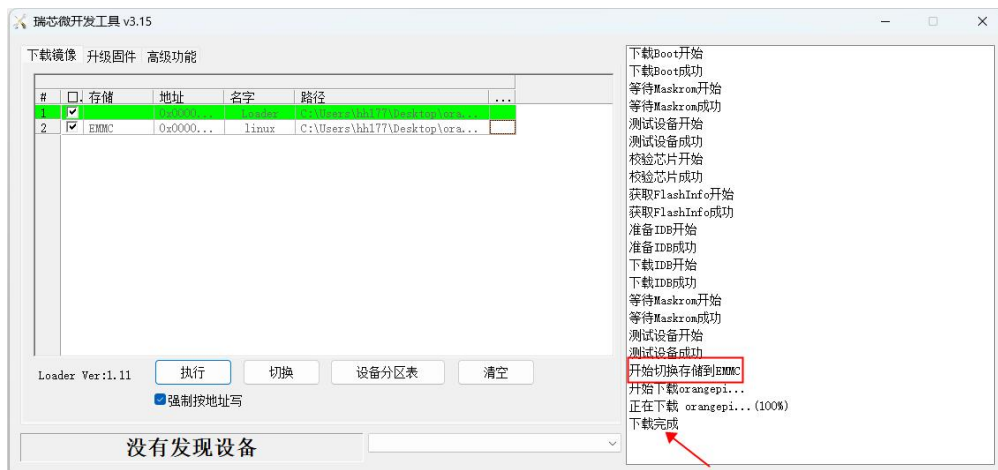 瑞芯微开发工具 v3.15
下载镜像 升级固件 高级功能
# 存储 地址 名字 路径 ...
1 0x0000... Loader C:\Users\hh177\Desktop\ora...
2 EMMC 0x0000... linux C:\Users\hh177\Desktop\ora...
Loader Ver:1.11 执行 切换 设备分区表 清空
强制按地址写
没有发现设备
下载Boot开始
下载Boot成功
等待Maskrom开始
等待Maskrom成功
测试设备开始
测试设备成功
校验芯片开始
校验芯片成功
获取FlashInfo开始
获取FlashInfo成功
准备IDB开始
准备IDB成功
下载IDB开始
下载IDB成功
等待Maskrom开始
等待Maskrom成功
测试设备开始
测试设备成功
开始切换存储到EMMC
开始下载orangepi...
正在下载 orangepi...(100%)
下载完成